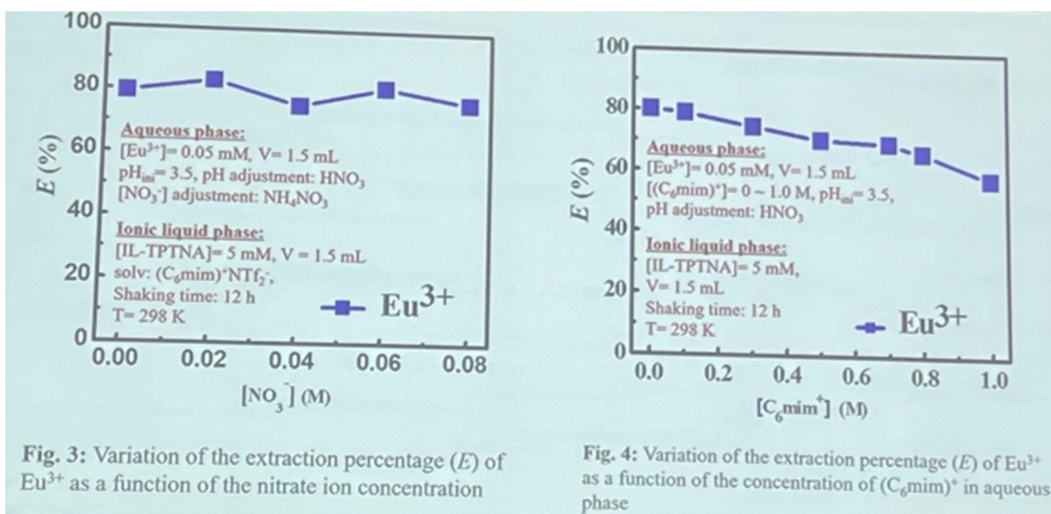 100
80
60
40
20
0
E (%)
Aqueous phase:
[Eu³⁺]= 0.05 mM, V= 1.5 mL
pHᵢₙᵢ= 3.5, pH adjustment: HNO₃
[NO₃⁻] adjustment: NH₄NO₃
Ionic liquid phase:
[IL-TPTNA]= 5 mM, V = 1.5 mL
solv: (C₆mim)⁺NTf₂⁻,
Shaking time: 12 h
T= 298 K
Eu³⁺
0.00 0.02 0.04 0.06 0.08
[NO₃⁻] (M)
Fig. 3: Variation of the extraction percentage (E) of
Eu³⁺ as a function of the nitrate ion concentration
100
80
60
40
20
0
E (%)
Aqueous phase:
[Eu³⁺]= 0.05 mM, V= 1.5 mL
[(C₆mim)⁺]= 0 ~ 1.0 M, pHᵢₙᵢ= 3.5,
pH adjustment: HNO₃
Ionic liquid phase:
[IL-TPTNA]= 5 mM,
V= 1.5 mL
Shaking time: 12 h
T= 298 K
Eu³⁺
0.0 0.2 0.4 0.6 0.8 1.0
[C₆mim⁺] (M)
Fig. 4: Variation of the extraction percentage (E) of Eu³⁺
as a function of the concentration of (C₆mim)⁺ in aqueous
phase